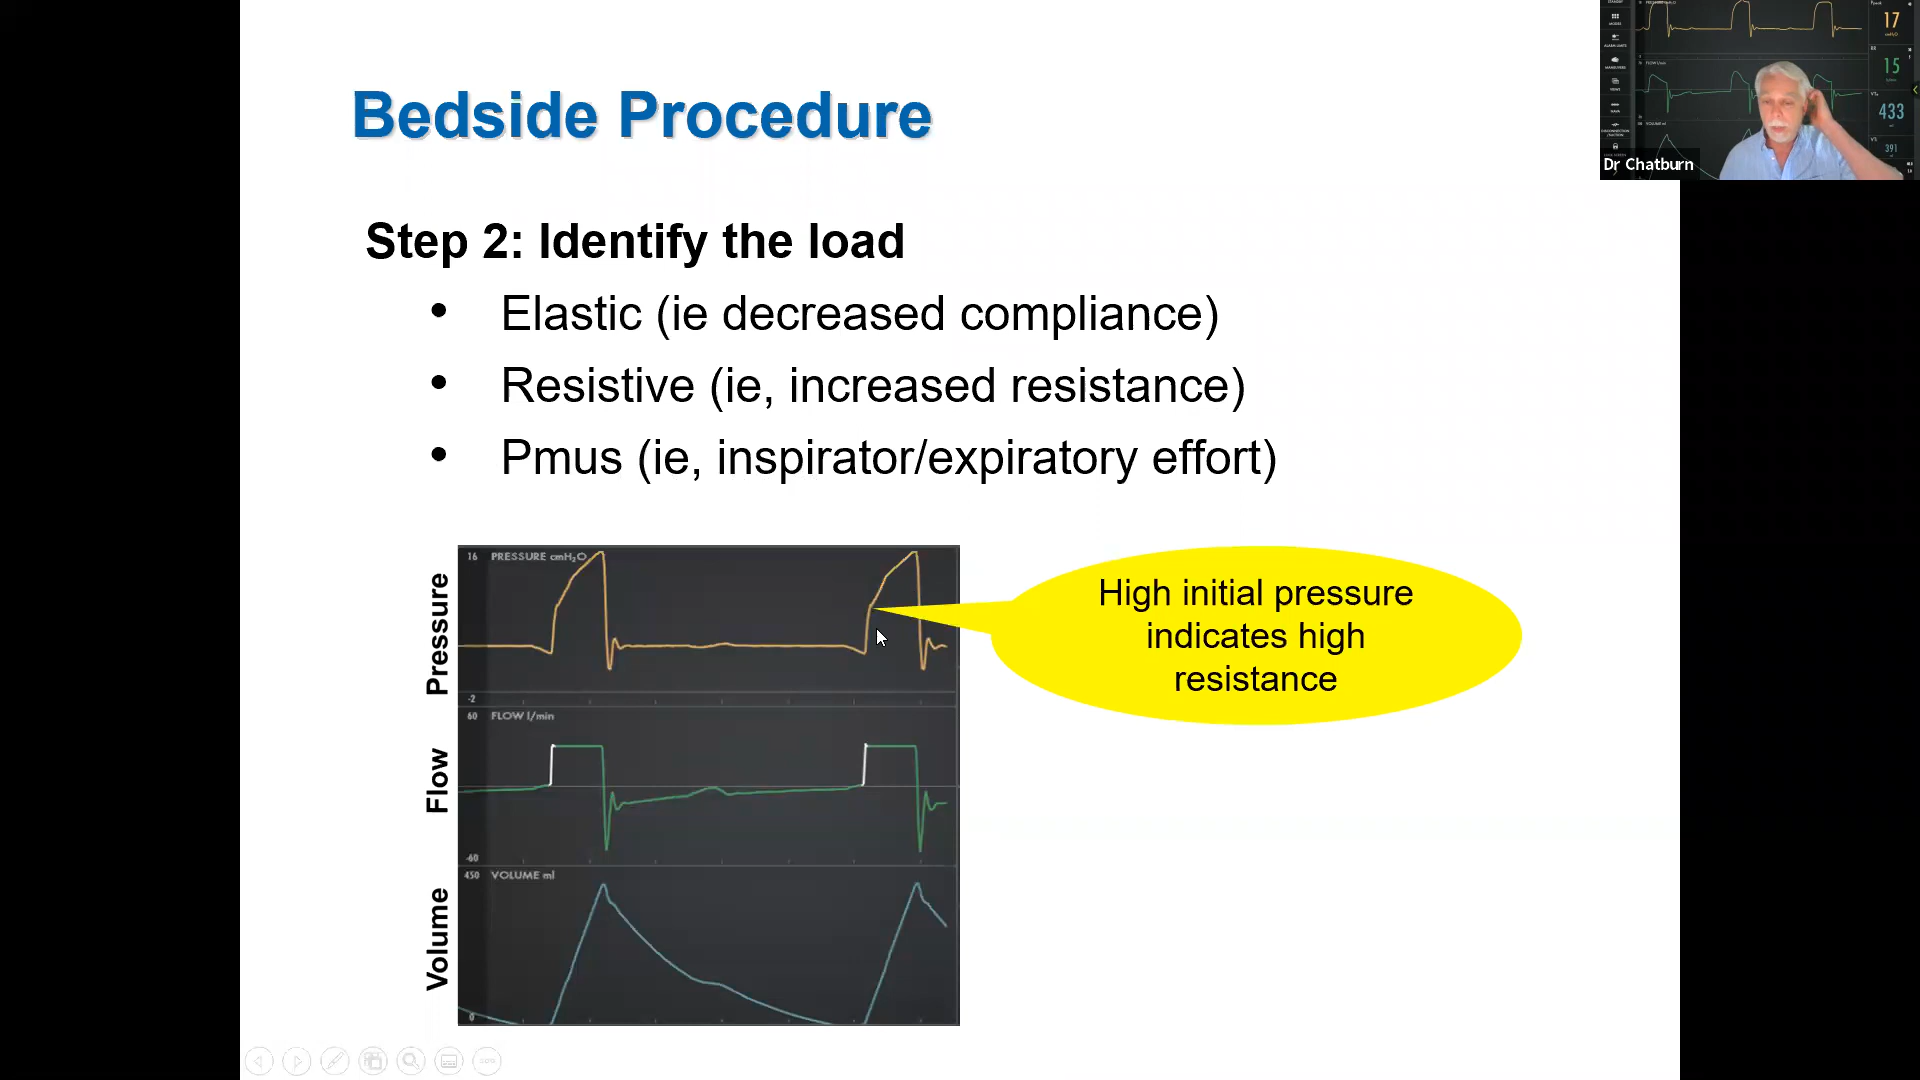 Bedside Procedure
Step 2: Identify the load
• Elastic (ie decreased compliance)
• Resistive (ie, increased resistance)
• Pmus (ie, inspirator/expiratory effort)
High initial pressure
indicates high
resistance
Pressure
16 PRESSURE cmH₂O
-2
Flow
60 FLOW l/min
-60
Volume
450 VOLUME ml
0
Dr Chatburn
17
15
433
391